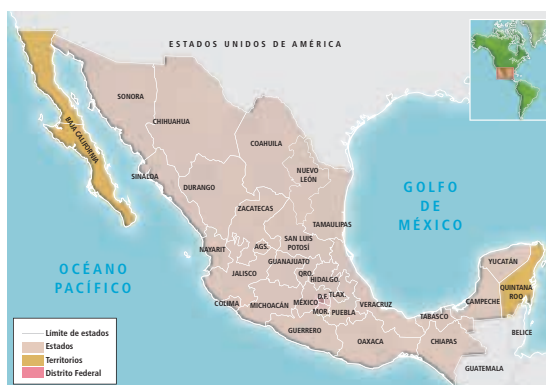 ESTADOS UNIDOS DE AMÉRICA
SONORA
CHIHUAHUA
BAJA CALIFORNIA
COAHUILA
SINALOA
NUEVO
LEÓN
DURANGO
GOLFO
DE
MÉXICO
ZACATECAS
TAMAULIPAS
SAN LUIS
POTOSÍ
NAYARIT
AGS.
YUCATÁN
OCÉANO
PACÍFICO
GUANAJUATO
QRO.
HIDALGO.
JALISCO
QUINTANA
ROO
COLIMA
MICHOACÁN
MÉXICO
D.F.
TLAX.
VERACRUZ
CAMPECHE
MOR.
PUEBLA
TABASCO
GUERRERO
OAXACA
CHIAPAS
BELICE
GUATEMALA
Límite de estados
Estados
Territorios
Distrito Federal